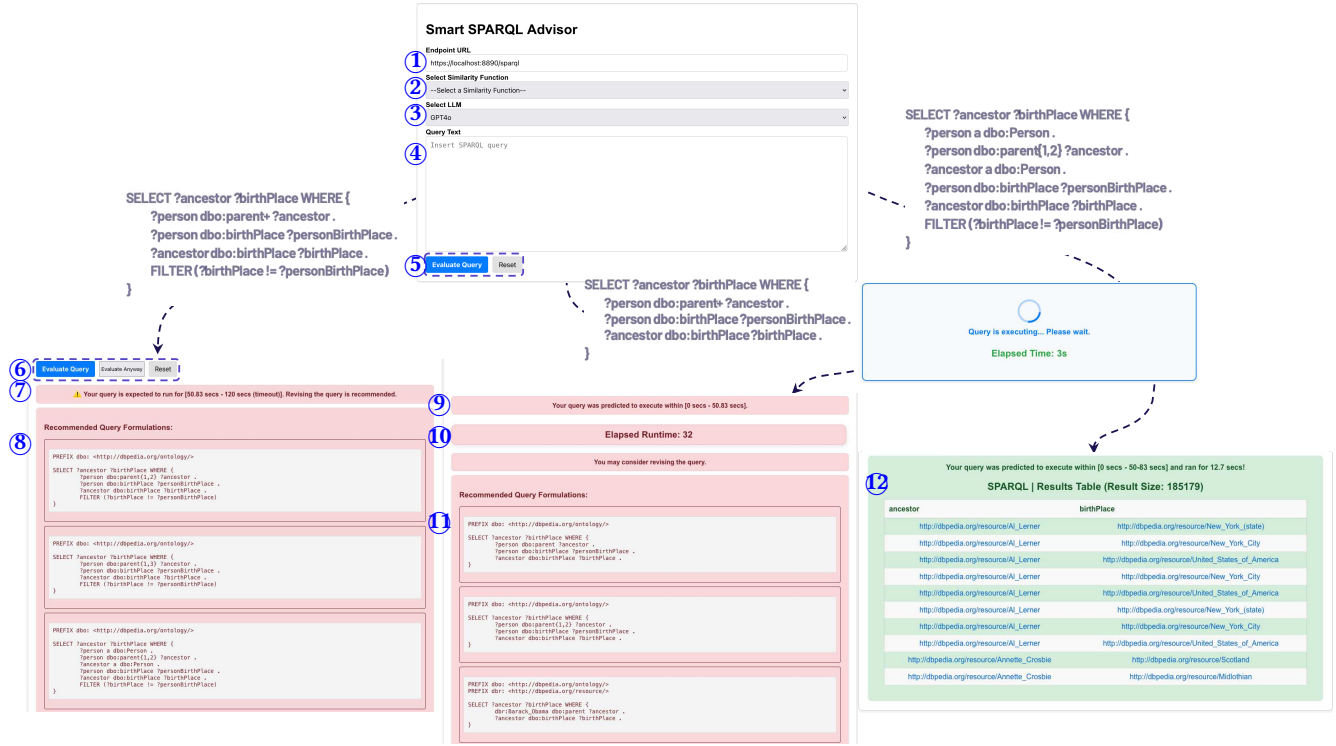 Smart SPARQL Advisor
Endpoint URL
1
https://localhost:8890/sparql
Select Similarity Function
2
--Select a Similarity Function--
Select LLM
3
GPT4o
Query Text
4
Insert SPARQL query
5
Evaluate Query
Reset
SELECT ?ancestor ?birthPlace WHERE {
?person dbo:parent+ ?ancestor .
?person dbo:birthPlace ?personBirthPlace .
?ancestor dbo:birthPlace ?birthPlace .
FILTER (?birthPlace != ?personBirthPlace)
}
SELECT ?ancestor ?birthPlace WHERE {
?person dbo:parent+ ?ancestor .
?person dbo:birthPlace ?personBirthPlace .
?ancestor dbo:birthPlace ?birthPlace .
}
SELECT ?ancestor ?birthPlace WHERE {
?person a dbo:Person .
?person dbo:parent{1,2} ?ancestor .
?ancestor a dbo:Person .
?person dbo:birthPlace ?personBirthPlace .
?ancestor dbo:birthPlace ?birthPlace .
FILTER (?birthPlace != ?personBirthPlace)
}
Query is executing... Please wait.
Elapsed Time: 3s
6
Evaluate Query
Evaluate Anyway
Reset
7
⚠ Your query is expected to run for [50.83 secs - 120 secs (timeout)]. Revising the query is recommended.
8
Recommended Query Formulations:
PREFIX dbo: <http://dbpedia.org/ontology/>
SELECT ?ancestor ?birthPlace WHERE {
?person dbo:parent{1,2} ?ancestor .
?person dbo:birthPlace ?personBirthPlace .
?ancestor dbo:birthPlace ?birthPlace .
FILTER (?birthPlace != ?personBirthPlace)
}
PREFIX dbo: <http://dbpedia.org/ontology/>
SELECT ?ancestor ?birthPlace WHERE {
?person dbo:parent{1,3} ?ancestor .
?person dbo:birthPlace ?personBirthPlace .
?ancestor dbo:birthPlace ?birthPlace .
FILTER (?birthPlace != ?personBirthPlace)
}
PREFIX dbo: <http://dbpedia.org/ontology/>
SELECT ?ancestor ?birthPlace WHERE {
?person a dbo:Person .
?person dbo:parent{1,2} ?ancestor .
?ancestor a dbo:Person .
?person dbo:birthPlace ?personBirthPlace .
?ancestor dbo:birthPlace ?birthPlace .
FILTER (?birthPlace != ?personBirthPlace)
}
9
Your query was predicted to execute within [0 secs - 50.83 secs].
10
Elapsed Runtime: 32
You may consider revising the query.
Recommended Query Formulations:
11
PREFIX dbo: <http://dbpedia.org/ontology/>
SELECT ?ancestor ?birthPlace WHERE {
?person dbo:parent ?ancestor .
?person dbo:birthPlace ?personBirthPlace .
?ancestor dbo:birthPlace ?birthPlace .
}
PREFIX dbo: <http://dbpedia.org/ontology/>
SELECT ?ancestor ?birthPlace WHERE {
?person dbo:parent{1,2} ?ancestor .
?person dbo:birthPlace ?personBirthPlace .
?ancestor dbo:birthPlace ?birthPlace .
}
PREFIX dbo: <http://dbpedia.org/ontology/>
PREFIX dbr: <http://dbpedia.org/resource/>
SELECT ?ancestor ?birthPlace WHERE {
dbr:Barack_Obama dbo:parent ?ancestor .
?ancestor dbo:birthPlace ?birthPlace .
}
Your query was predicted to execute within [0 secs - 50-83 secs] and ran for 12.7 secs!
12
SPARQL | Results Table (Result Size: 185179)
ancestor birthPlace
http://dbpedia.org/resource/Al_Lerner http://dbpedia.org/resource/New_York_(state)
http://dbpedia.org/resource/Al_Lerner http://dbpedia.org/resource/New_York_City
http://dbpedia.org/resource/Al_Lerner http://dbpedia.org/resource/United_States_of_America
http://dbpedia.org/resource/Al_Lerner http://dbpedia.org/resource/New_York_City
http://dbpedia.org/resource/Al_Lerner http://dbpedia.org/resource/United_States_of_America
http://dbpedia.org/resource/Al_Lerner http://dbpedia.org/resource/New_York_(state)
http://dbpedia.org/resource/Al_Lerner http://dbpedia.org/resource/New_York_City
http://dbpedia.org/resource/Al_Lerner http://dbpedia.org/resource/United_States_of_America
http://dbpedia.org/resource/Annette_Crosbie http://dbpedia.org/resource/Scotland
http://dbpedia.org/resource/Annette_Crosbie http://dbpedia.org/resource/Midlothian